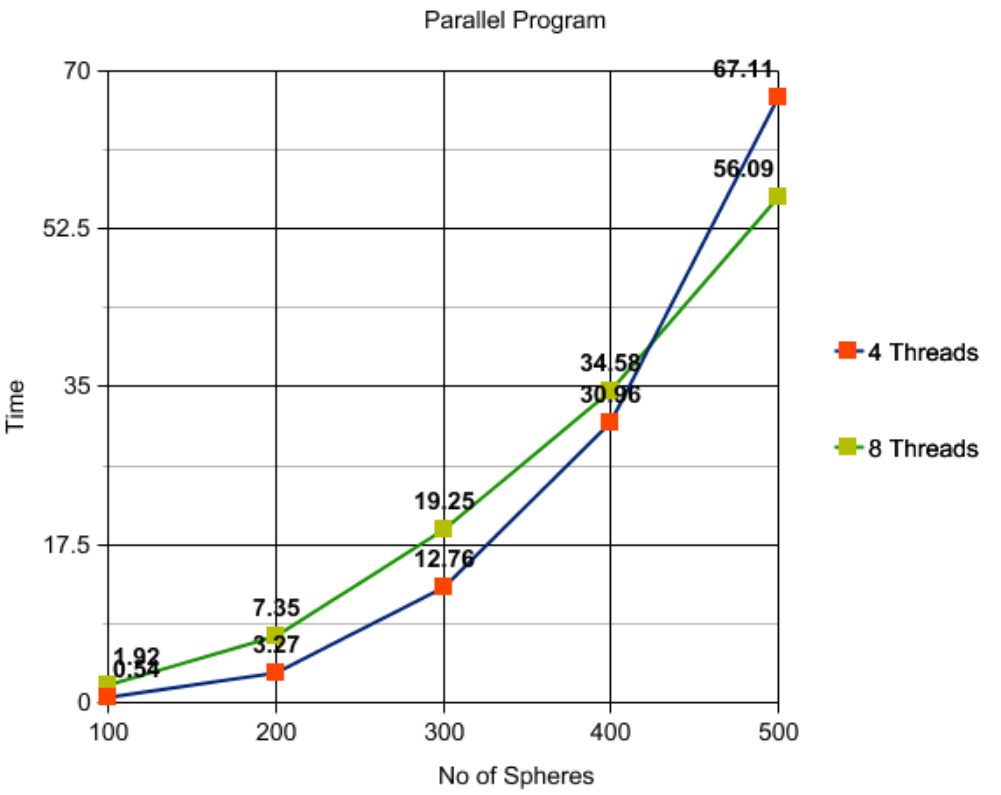 Parallel Program
70
67.11
56.09
52.5
34.58
35
30.96
4 Threads
8 Threads
Time
19.25
17.5
12.76
7.35
3.27
1.92
0.54
0
100 200 300 400 500
No of Spheres